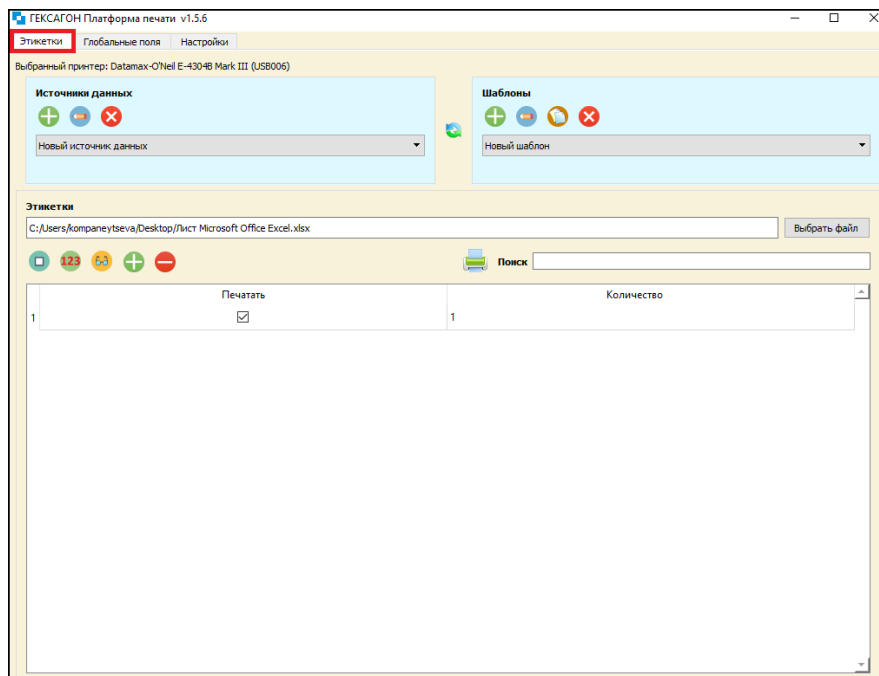 ГЕКСАГОН Платформа печати v1.5.6
Этикетки Глобальные поля Настройки
Выбранный принтер: Datamax-O'Neil E-4304B Mark III (USB006)
Источники данных
Шаблоны
Новый источник данных
Новый шаблон
Этикетки
C:/Users/kompaneytseva/Desktop/Лист Microsoft Office Excel.xlsx
Выбрать файл
123
Поиск
Печатать Количество
1 1